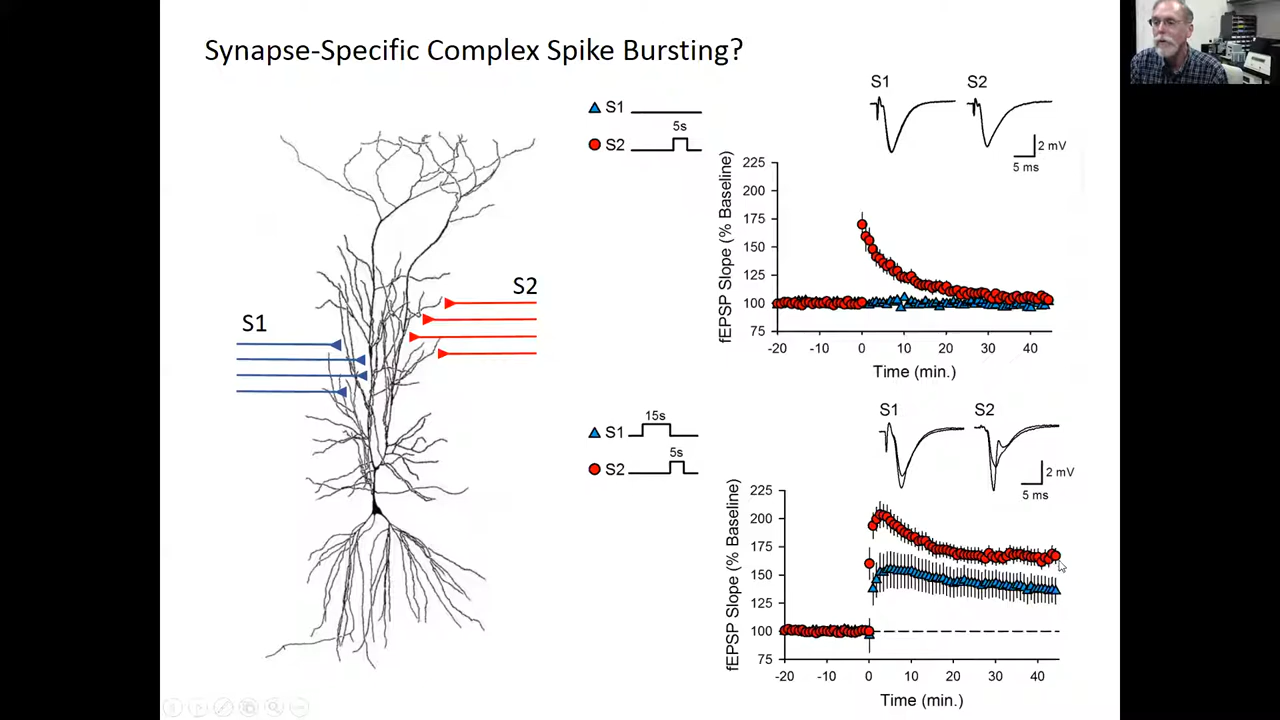 Synapse-Specific Complex Spike Bursting?
S1
S2
S1
S2
5s
S1
S2
2 mV
5 ms
fEPSP Slope (% Baseline)
225
200
175
150
125
100
75
-20
-10
0
10
20
30
40
Time (min.)
15s
S1
5s
S2
S1
S2
2 mV
5 ms
fEPSP Slope (% Baseline)
225
200
175
150
125
100
75
-20
-10
0
10
20
30
40
Time (min.)